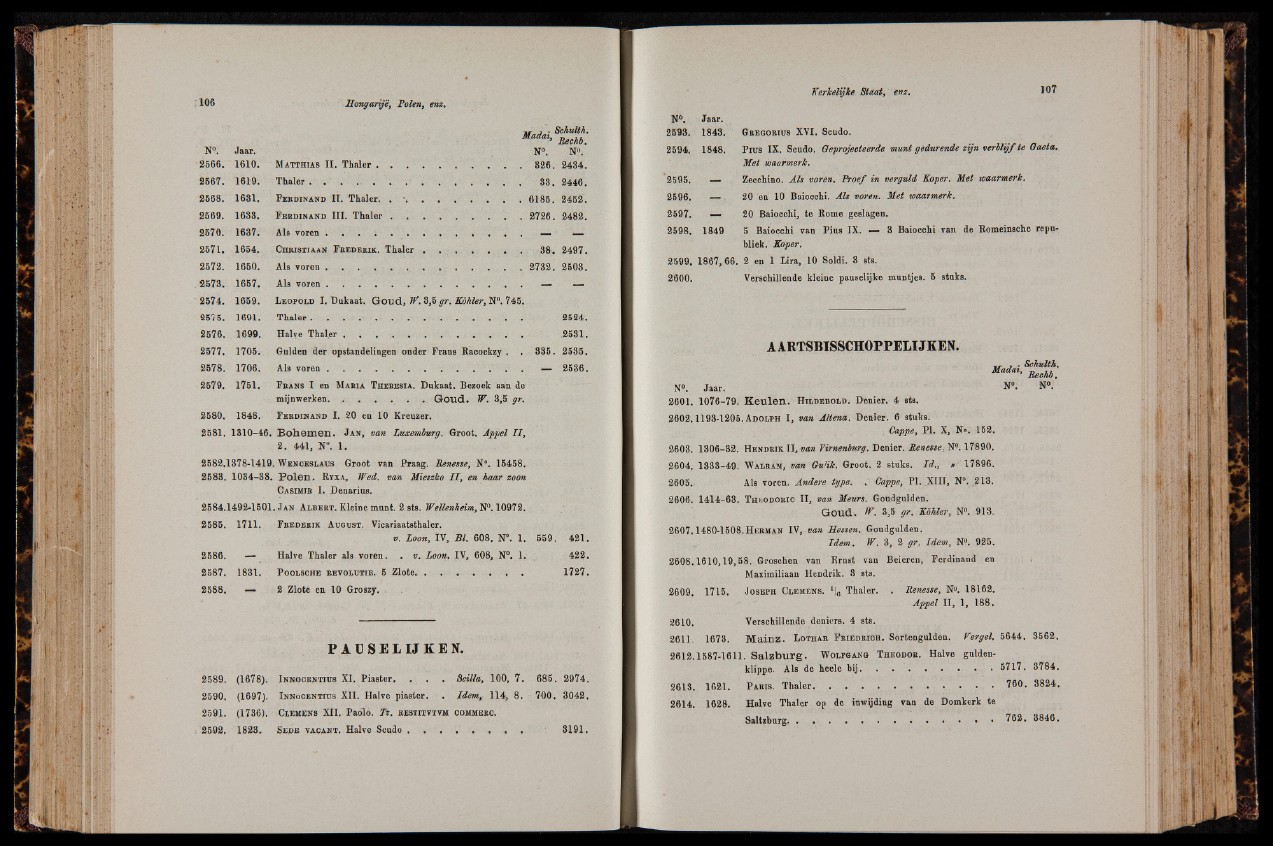 106 Hongarijë, Polen, enz.
Madai, Schulth. Rechb.
N°. Jaar. N°. N°.
2566. 1610. MATTHIAS II. Thaler . . . . . . . . . 326. 2434.
2567. 1619. Thaler . . . . . . . . . . . . . . 33. 2446.
2568. 1631. FERDINAND II. Thaler. . . . . . . . . . 6185. 2452.
2569. 1633. FERDINAND III. Thaler . . . . . . . . . 2726. 2482.
2570. 1637. Als voren . . . . . . . . . . . . . — —
2571. 1654. CHRISTIAAN FREDERIK. Thaler . . . . . . . 38. 2497.
2572. 1650. Als voren . . . . . . . . . . . . . 2732. 2503.
2573. 1657. Als voren . . . . . . . . . . . . . — —
2574. 1659. LEOPOLD I. Dukaat. Goud, W. 3,5 gr. Köhler, N°. 745.
2575. 1691. Thaler . . . . . . . . . . . . . . 2524.
2576. 1699. Halve Thaler . . . . . . . . . . . . 2531.
2577. 1705. Gulden der opstandelingen onder Frans Racockzy . . 335. 2535.
2578. 1706. Als voren . . . . . . . . . . . . . — 2536.
2579. 1751. FRANS I en MARIA THERESIA. Dukaat. Bezoek aan de
mijnwerken. . . . . . . Goud. W. 3,5 gr.
2580. 1848. FERDINAND I. 20 en 10 Kreuzer.
2581. 1310-46. Bohemen. JAN, van Luxemburg. Groot. Appel II,
2. 441, N°. 1.
2582.1378-1419. WENCESLAUS Groot van Praag. Renesse, N°. 15458.
2583. 1034-38. Polen. RYXA, Wed. van Mieszko II, en haar zoon
CASIMIR I. Denarius.
2584.1492-1501. JAN ALBERT. Kleine munt. 2 sts. Wellenheim, N°. 10972.
2585. 1711. FREDERIK AUGUST. Vicariaatsthaler.
v. Loon, IV, Bl. 608, N°. 1. 559. 421.
2586. — Halve Thaler als voren. . v. Loon. IV, 608, N°. 1. 422.
2587. 1831. POOLSCHE REVOLUTIE. 5 Zlote. . . . . . . . 1727.
2588. — 2 Zlote en 10 Groszy.
PAUSELIJKEN.
2589. (1678). INNOCENTIUS XI. Piaster. . . . Scilla, 100, 7. 685. 2974.
2590. (1697). INNOCENTIUS XII. Halve piaster. . Idem, 114, 8. 700. 3042.
2591. (1736). CLEMENS XII. Paolo. Tr. RESTITVTVM COMMERC.
2592. 1823. SEDE VACANT. Halve Scudo . . . . . . . . 3191.
Kerkelijke Staat, enz. 107
N°. Jaar.
2593. 1843. GREGORIUS XVI. Scudo.
2594. 1848. PIUS IX. Scudo. Geprojecteerde munt gedurende zijn verblijf te Gaeta.
Met waarmerk.
2595. — Zecchino. Als voren. Proef in verguld Koper. Met waarmerk.
2596. — 20 en 10 Baiocchi. Als voren. Met waarmerk.
2597. — 20 Baiocchi, te Rome geslagen.
2598. 1849 5 Baiocchi van Pius IX. — 3 Baiocchi van de Romeinsche repu-
bliek. Koper.
2599. 1867,66. 2 en 1 Lira, 10 Soldi. 3 sts.
2600. Verschillende kleine pauselijke muntjes. 5 stuks.
AARTSBISSCHOPPELIJKEN.
Madai, Schulth. Rechb.
N°. Jaar. N°. N°.
2601. 1076-79. Keulen. HILDEBOLD. Denier. 4 sts.
2602.1193-1205. ADOLPH I, van Altena. Denier. 6 stuks.
Cappe, Pl. X, N°. 152.
2603. 1306-32. HENDRIK II, van Virnenburg. Denier. Renesse. N°. 17890.
2604. 1333-49. WALRAM, van Gulik. Groot. 2 stuks. Id., » 17896.
2605. Als voren. Andere type. . Cappe, Pl. XIII, N°. 213.
2606. 1414-63. THEODORIC II, van Meurs. Goudgulden.
Goud. W. 3,5 gr. Köhler, N°. 913.
2607.1480-1508. HERMAN IV, van Hessen. Goudgulden.
Idem. W. 3, 2 gr. Idem, N°. 925.
2608.1610,19,58. Groschen van Ernst van Beieren, Ferdinand en
Maximiliaan Hendrik. 3 sts.
2609. 1715. JOSEPH CLEMENS. 1/6 Thaler. . Renesse, N°. 18162.
Appel II, 1, 188.
2610. Verschillende deniers. 4 sts.
2611. 1673. Mainz. LOTHAR FRIEDRICH. Sortengulden. Vergel. 5644. 3562.
2612.1587-1611. Salzburg. WOLFGANG THEODOR. Halve gulden-
klippe. Als de heele bij. . . . . . . . . 5717. 3784.
2613. 1621. PARIS. Thaler. . . . . . . . . . . . 760. 3824.
2614. 1628. Halve Thaler op de inwijding van de Domkerk te
Saltzburg. . . . . . . . . . . . . . 762. 3846.